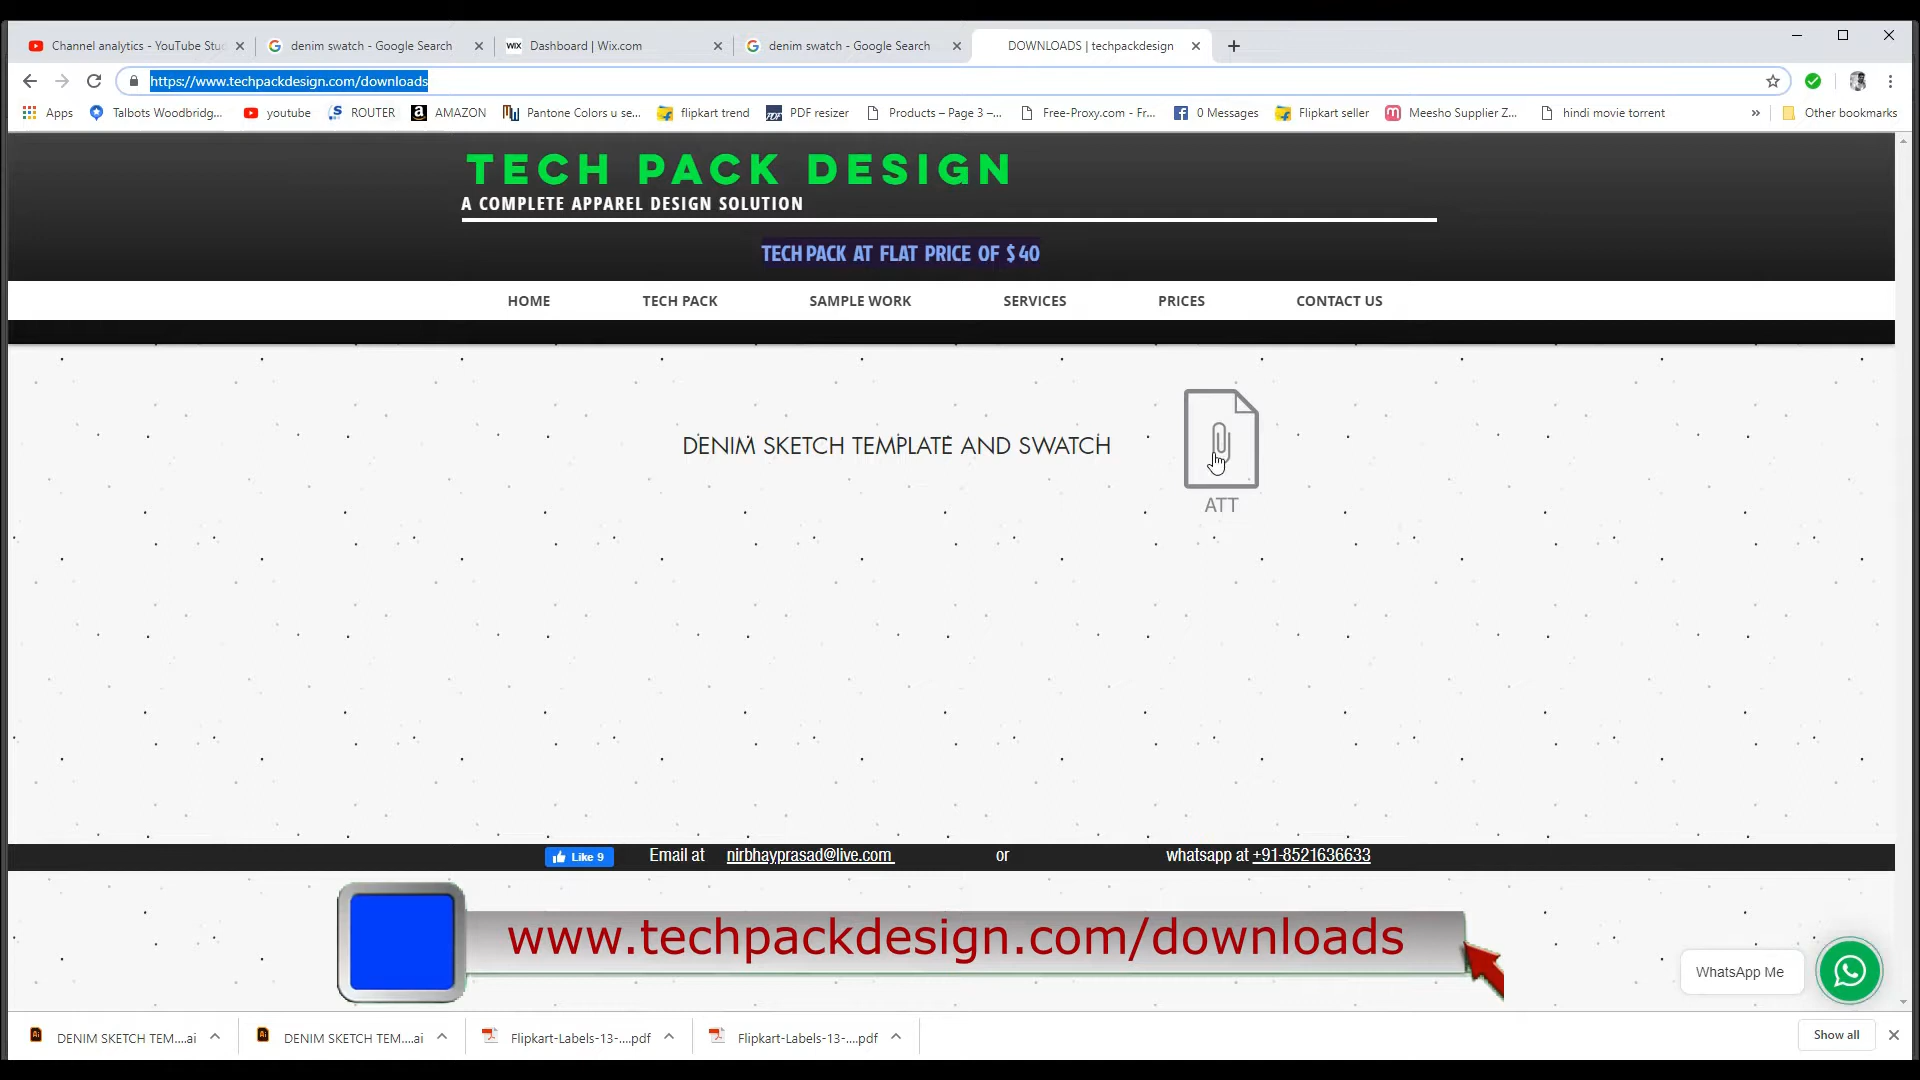 Channel analytics - YouTube Stu
denim swatch - Google Search
WIX Dashboard | Wix.com
denim swatch - Google Search
DOWNLOADS | techpackdesign
https://www.techpackdesign.com/downloads
Apps
Talbots Woodbridg...
youtube
ROUTER
AMAZON
Pantone Colors u se...
flipkart trend
PDF resizer
Products – Page 3 –...
Free-Proxy.com - Fr...
0 Messages
Flipkart seller
Meesho Supplier Z...
hindi movie torrent
»
Other bookmarks
TECH PACK DESIGN
A COMPLETE APPAREL DESIGN SOLUTION
TECH PACK AT FLAT PRICE OF $ 40
HOME
TECH PACK
SAMPLE WORK
SERVICES
PRICES
CONTACT US
DENIM SKETCH TEMPLATE AND SWATCH
ATT
Like 9
Email at nirbhayprasad@live.com or whatsapp at +91-8521636633
www.techpackdesign.com/downloads
WhatsApp Me
DENIM SKETCH TEM....ai
DENIM SKETCH TEM....ai
Flipkart-Labels-13-....pdf
Flipkart-Labels-13-....pdf
Show all